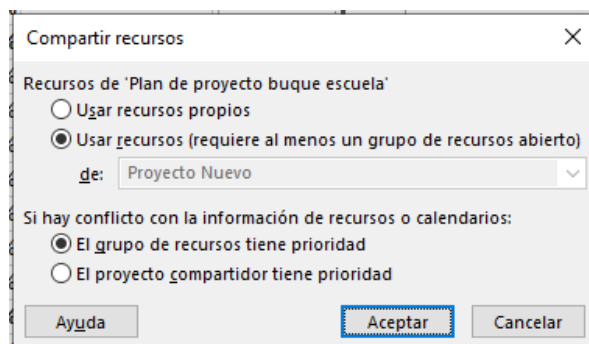 Compartir recursos
Recursos de 'Plan de proyecto buque escuela'
Usar recursos propios
Usar recursos (requiere al menos un grupo de recursos abierto)
de: Proyecto Nuevo
Si hay conflicto con la información de recursos o calendarios:
El grupo de recursos tiene prioridad
El proyecto compartidor tiene prioridad
Ayuda Aceptar Cancelar